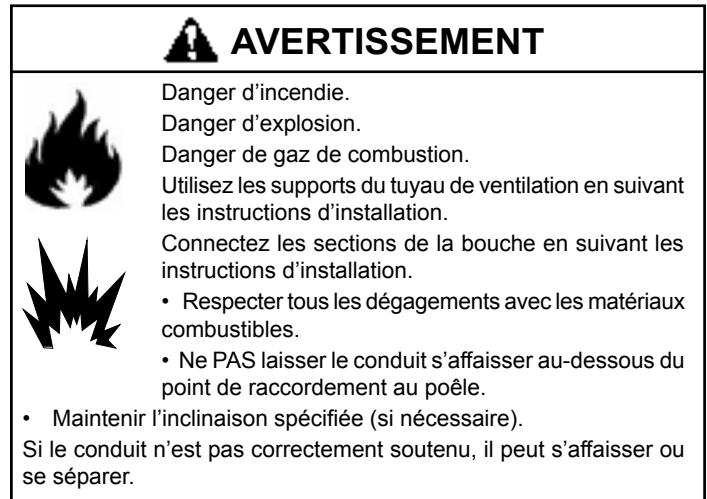 AVERTISSEMENT
Danger d’incendie.
Danger d’explosion.
Danger de gaz de combustion.
Utilisez les supports du tuyau de ventilation en suivant
les instructions d’installation.
Connectez les sections de la bouche en suivant les
instructions d’installation.
• Respecter tous les dégagements avec les matériaux
combustibles.
• Ne PAS laisser le conduit s’affaisser au-dessous du
point de raccordement au poêle.
• Maintenir l’inclinaison spécifiée (si nécessaire).
Si le conduit n’est pas correctement soutenu, il peut s’affaisser ou
se séparer.